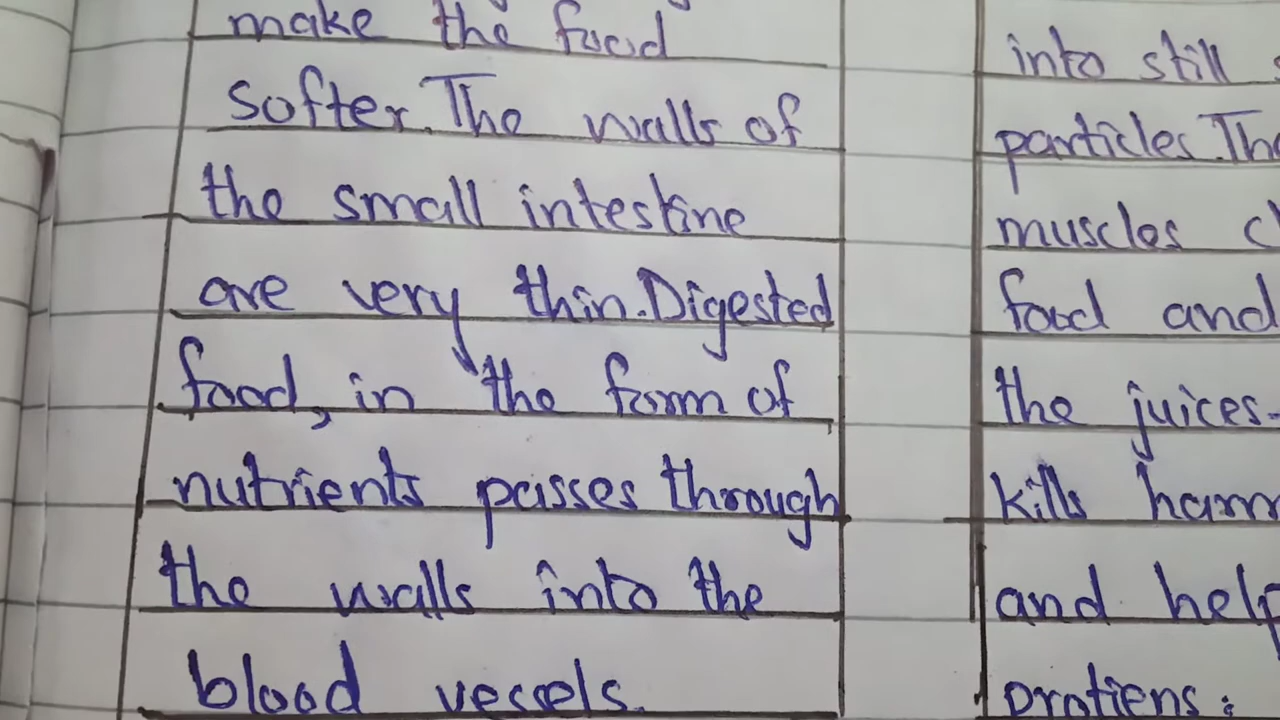 make the food
softer. The walls of
the small intestine
are very thin. Digested
food, in the form of
nutrients passes through
the walls into the
blood vessels.
into still
particles. The
muscles
food and
the juices.
kills
and
protiens: